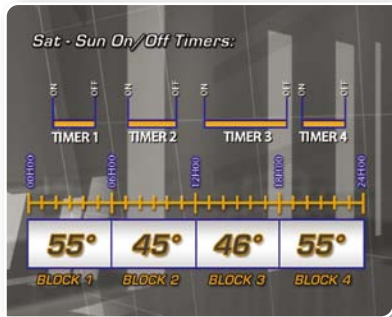 Sat - Sun On/Off Timers:
ON OFF ON OFF ON OFF ON OFF
TIMER 1 TIMER 2 TIMER 3 TIMER 4
00H00 06H00 12H00 18H00 24H00
55° 45° 46° 55°
BLOCK 1 BLOCK 2 BLOCK 3 BLOCK 4